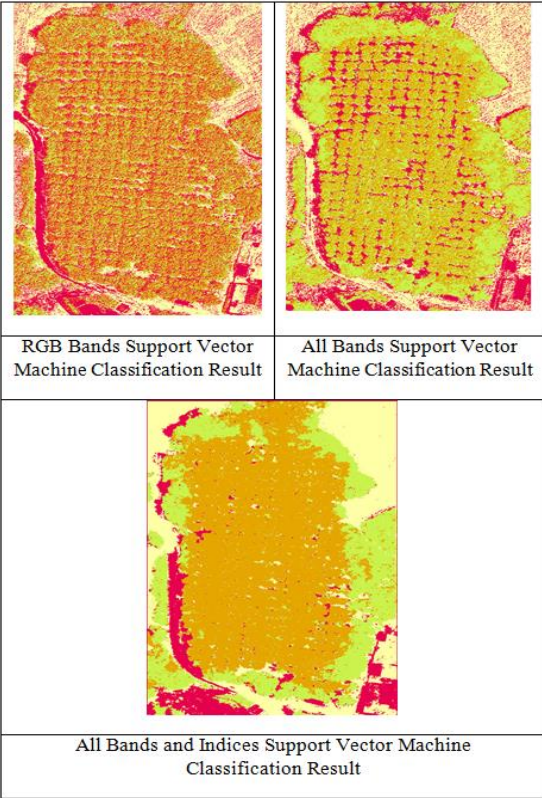 RGB Bands Support Vector
Machine Classification Result
All Bands Support Vector
Machine Classification Result
All Bands and Indices Support Vector Machine
Classification Result